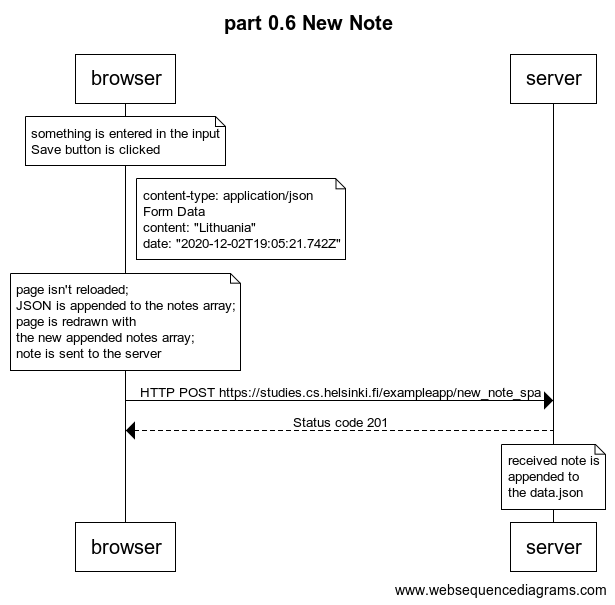 part 0.6 New Note
browser
server
something is entered in the input
Save button is clicked
content-type: application/json
Form Data
content: "Lithuania"
date: "2020-12-02T19:05:21.742Z"
page isn't reloaded;
JSON is appended to the notes array;
page is redrawn with
the new appended notes array;
note is sent to the server
HTTP POST https://studies.cs.helsinki.fi/exampleapp/new_note_spa
Status code 201
received note is
appended to
the data.json
browser
server
www.websequencediagrams.com